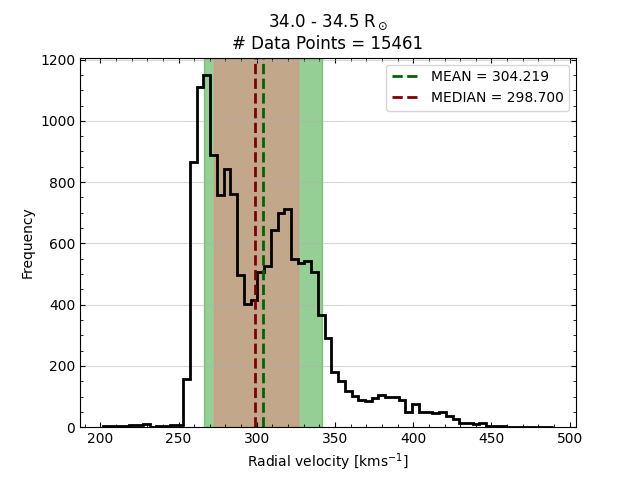 34.0 - 34.5 R⊙
# Data Points = 15461
1200
1000
800
600
400
200
0
Frequency
MEAN = 304.219
MEDIAN = 298.700
200 250 300 350 400 450 500
Radial velocity [kms⁻¹]